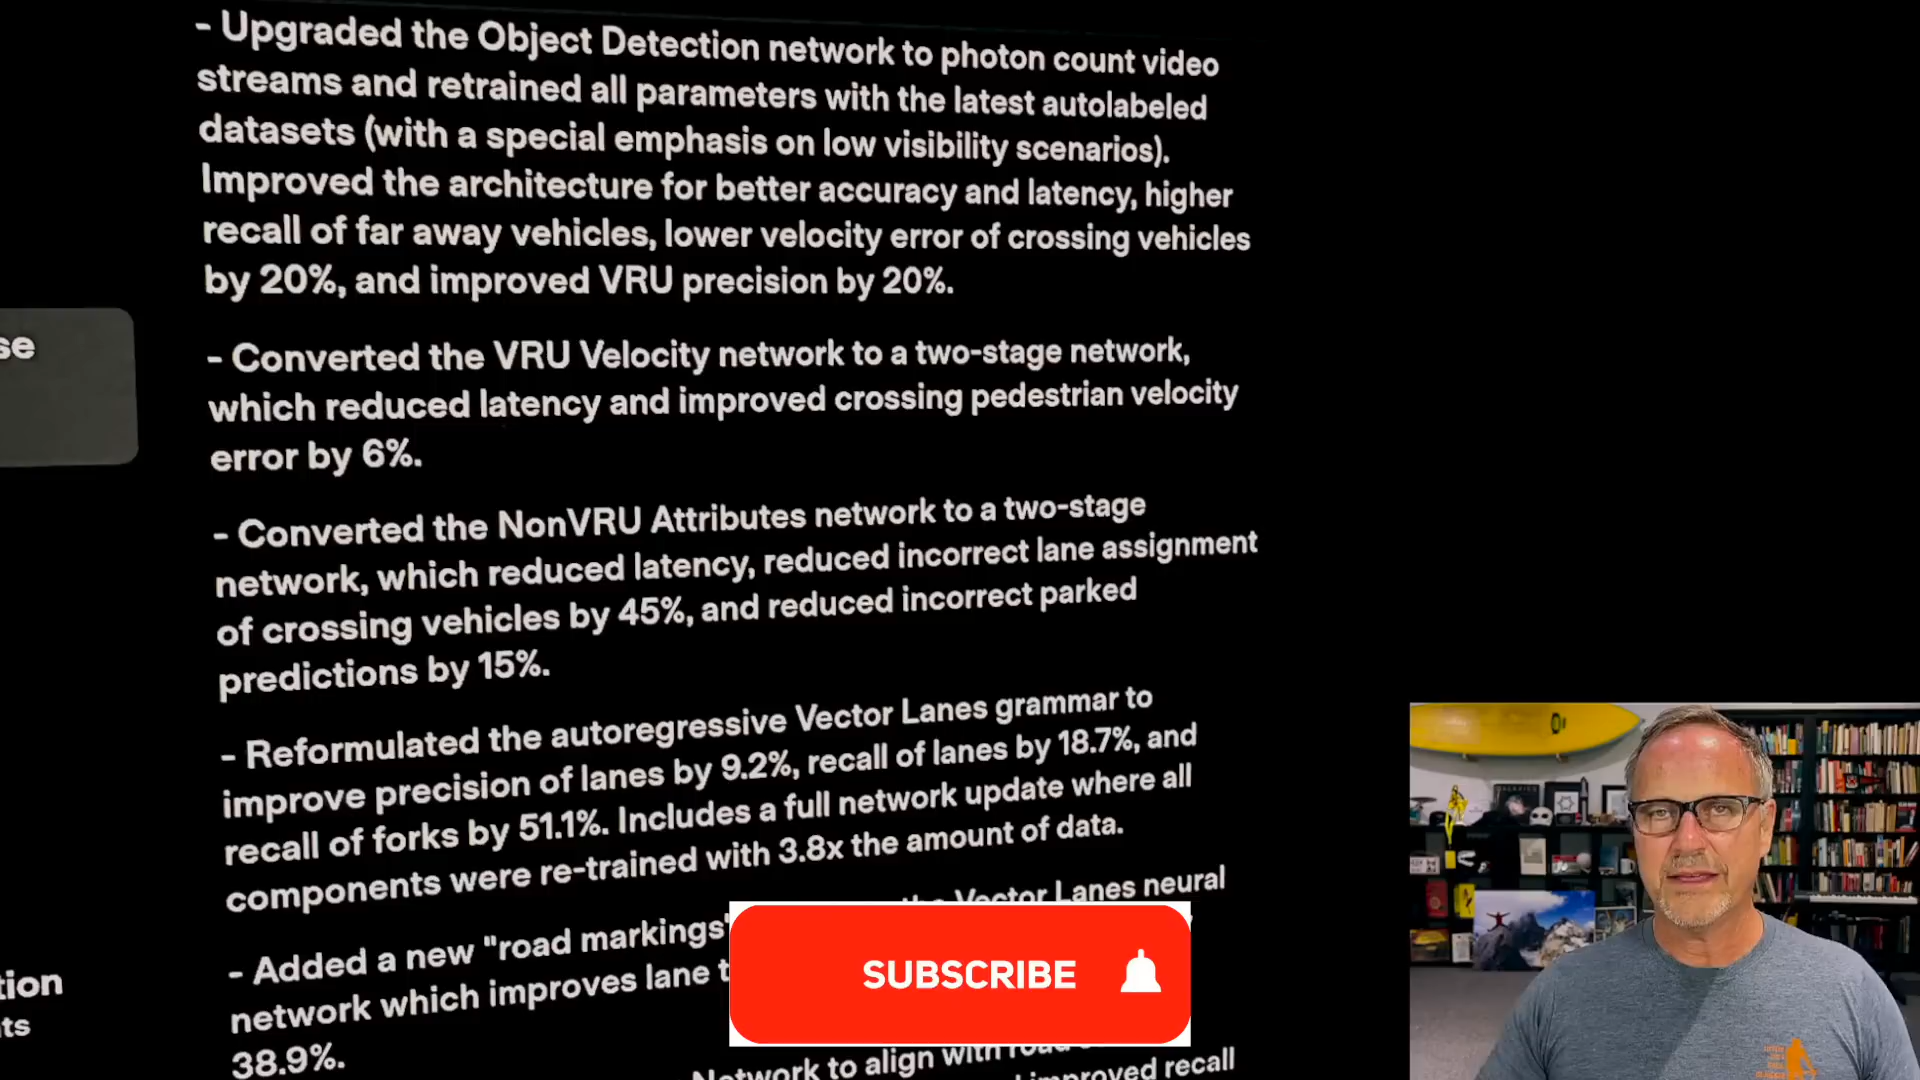 - Upgraded the Object Detection network to photon count video
streams and retrained all parameters with the latest autolabeled
datasets (with a special emphasis on low visibility scenarios).
Improved the architecture for better accuracy and latency, higher
recall of far away vehicles, lower velocity error of crossing vehicles
by 20%, and improved VRU precision by 20%.
- Converted the VRU Velocity network to a two-stage network,
which reduced latency and improved crossing pedestrian velocity
error by 6%.
- Converted the NonVRU Attributes network to a two-stage
network, which reduced latency, reduced incorrect lane assignment
of crossing vehicles by 45%, and reduced incorrect parked
predictions by 15%.
- Reformulated the autoregressive Vector Lanes grammar to
improve precision of lanes by 9.2%, recall of lanes by 18.7%, and
recall of forks by 51.1%. Includes a full network update where all
components were re-trained with 3.8x the amount of data.
- Added a new "road markings" the Vector Lanes neural
network which improves lane
38.9%.
Network to align with road
improved recall
se
tion
ts
SUBSCRIBE